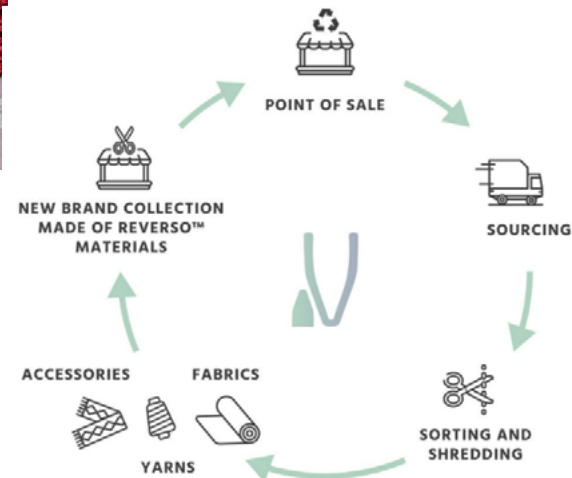 POINT OF SALE
SOURCING
SORTING AND
SHREDDING
ACCESSORIES
FABRICS
YARNS
NEW BRAND COLLECTION
MADE OF REVERSO™
MATERIALS